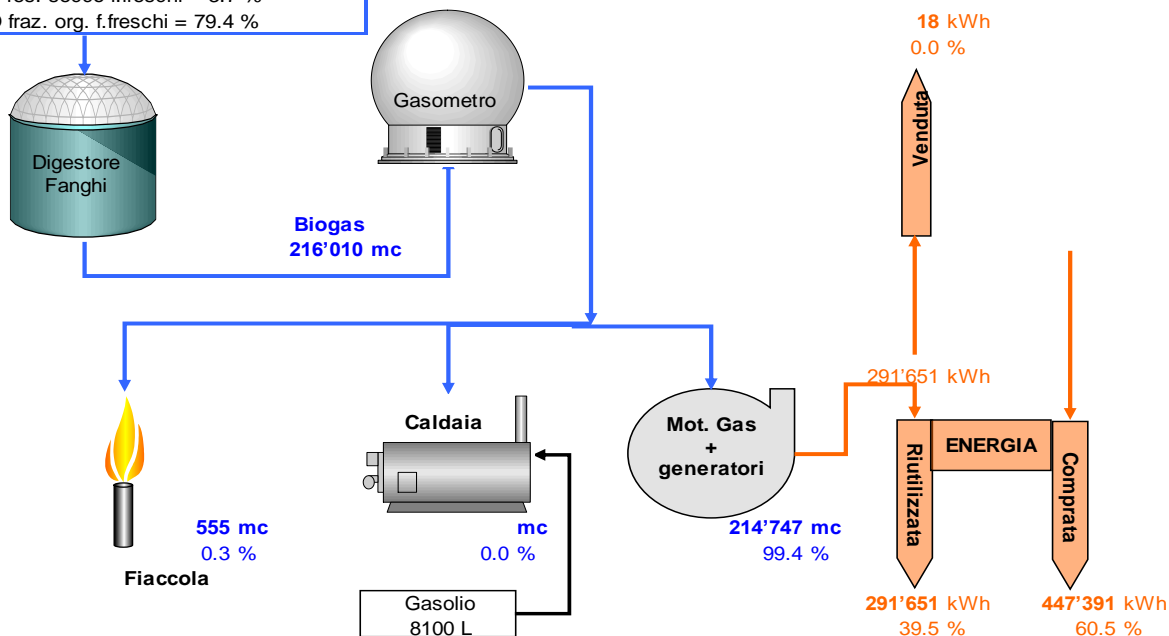 fraz. org. f.freschi = 79.4 %
18 kWh
0.0 %
Gasometro
Venduta
Digestore
Fanghi
Biogas
216'010 mc
291'651 kWh
Caldaia
Mot. Gas
+
generatori
Riutilizzata
ENERGIA
Comprata
555 mc
0.3 %
mc
0.0 %
214'747 mc
99.4 %
Fiaccola
Gasolio
8100 L
291'651 kWh
39.5 %
447'391 kWh
60.5 %